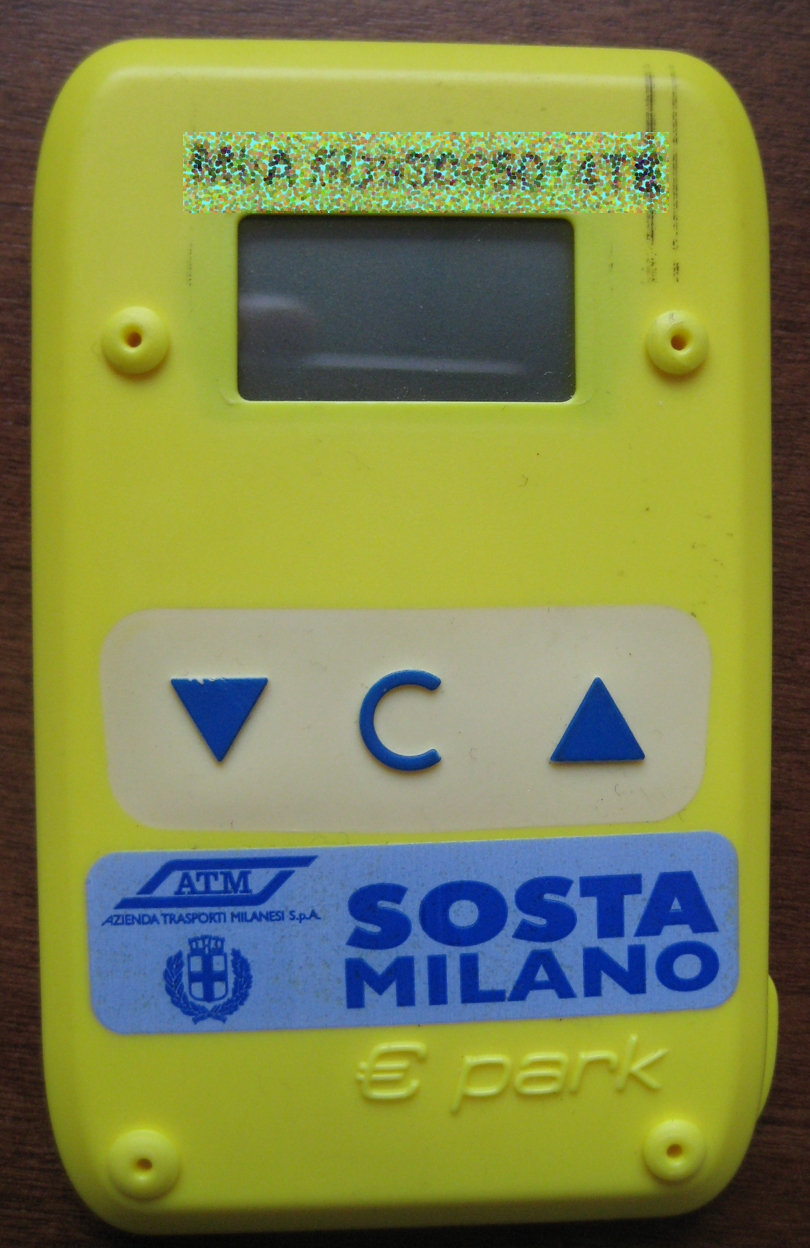 C
ATM
AZIENDA TRASPORTI MILANESI S.p.A.
SOSTA
MILANO
€ park